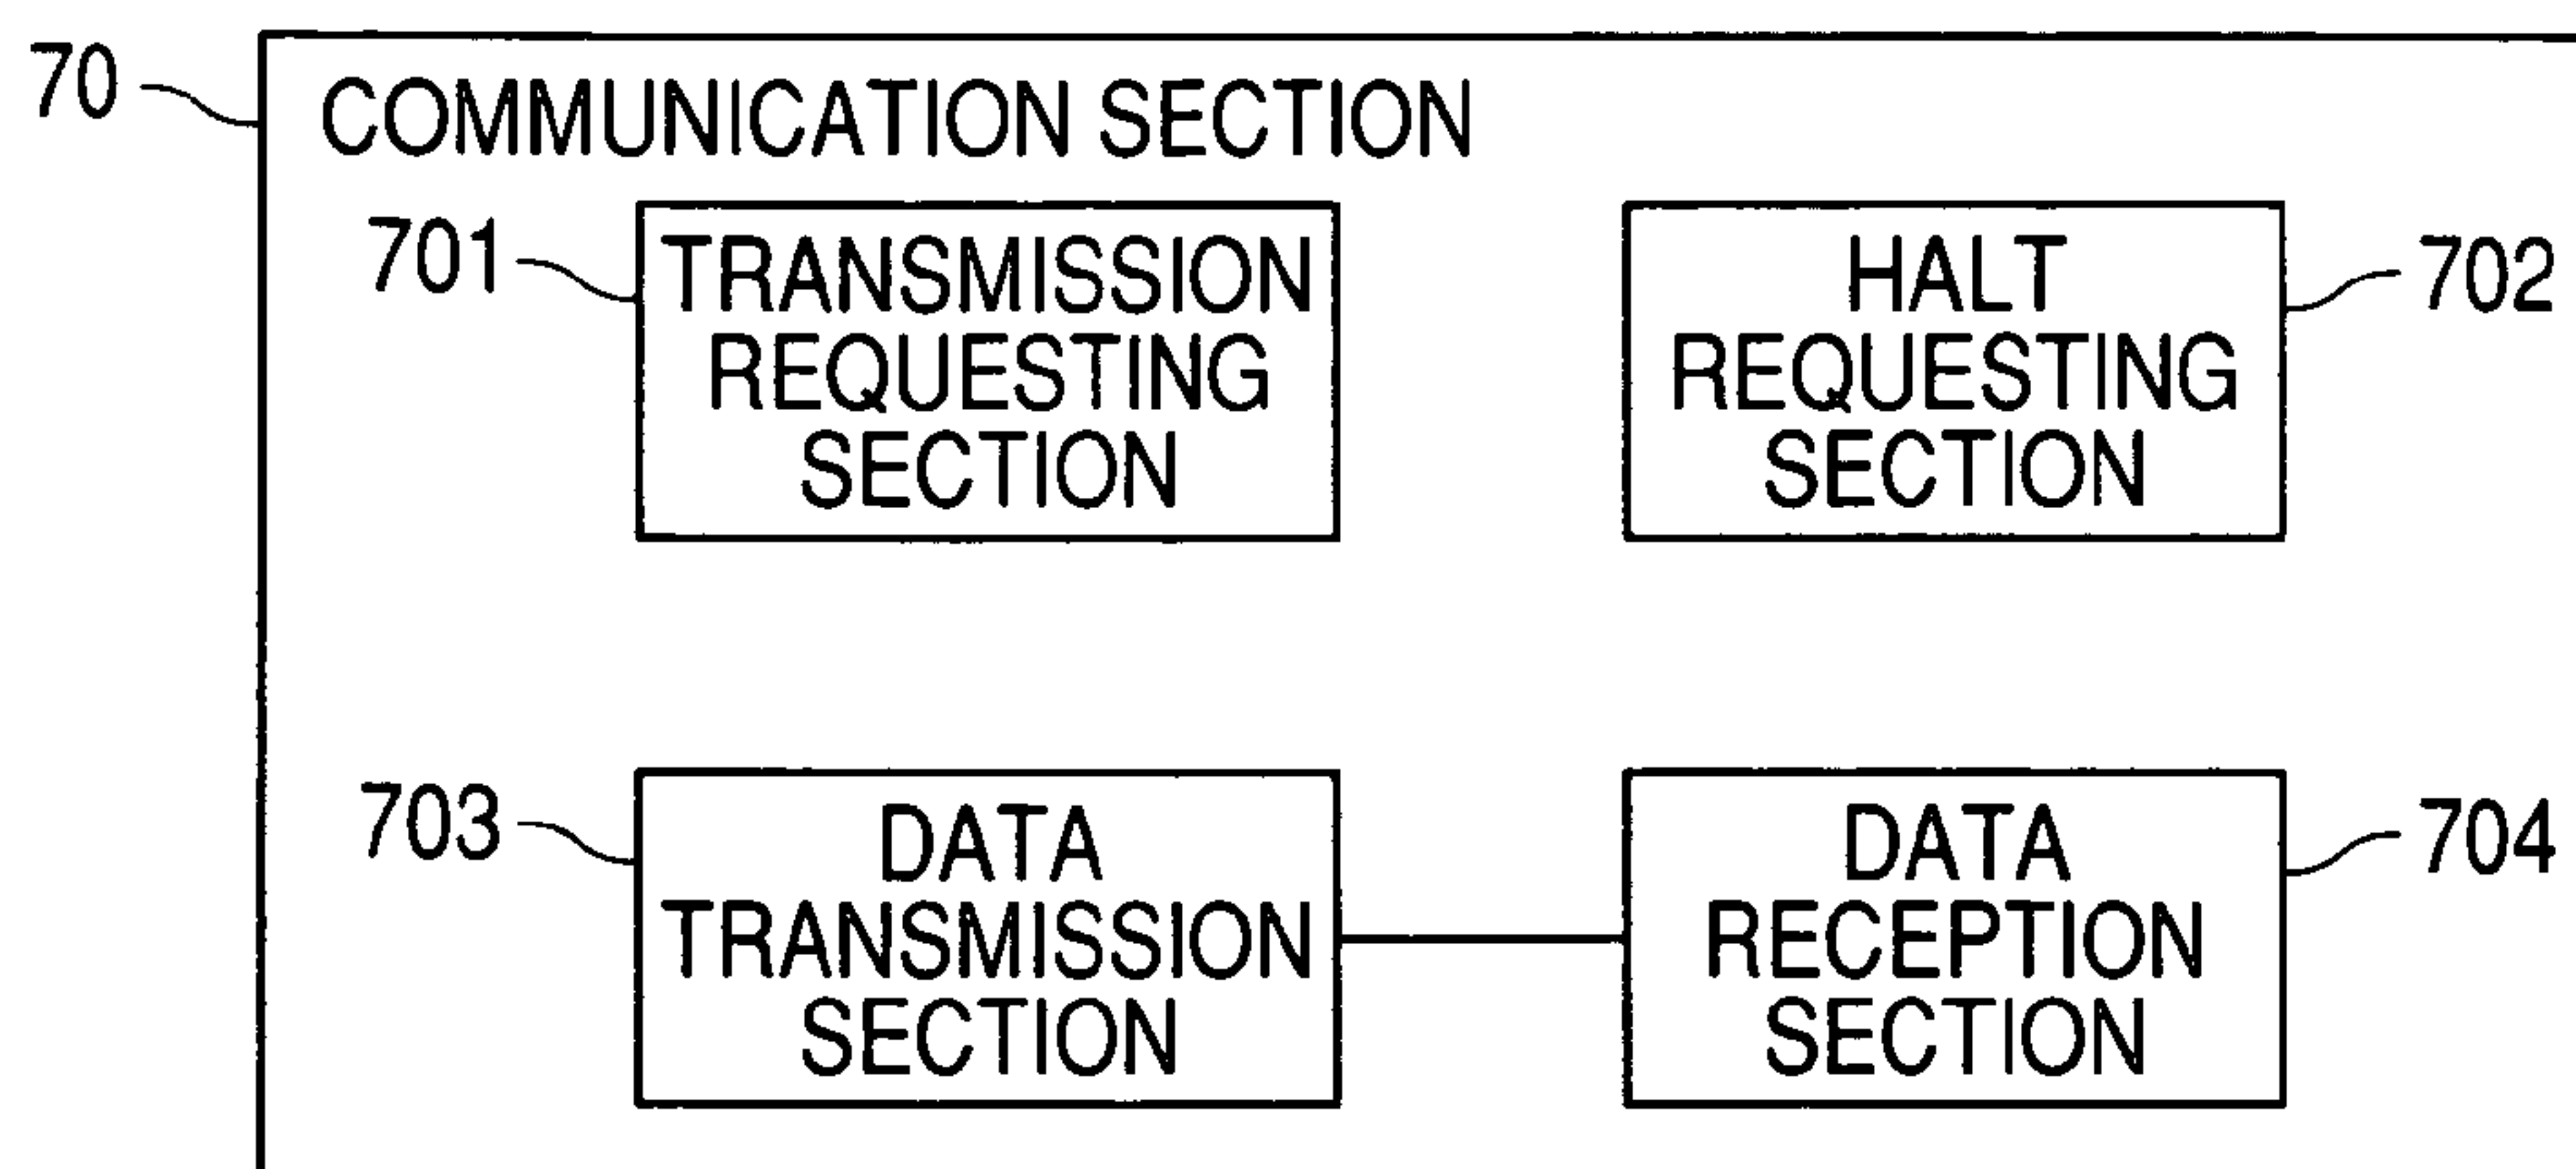 70
COMMUNICATION SECTION
701
TRANSMISSION
REQUESTING
SECTION
HALT
REQUESTING
SECTION
702
703
DATA
TRANSMISSION
SECTION
DATA
RECEPTION
SECTION
704